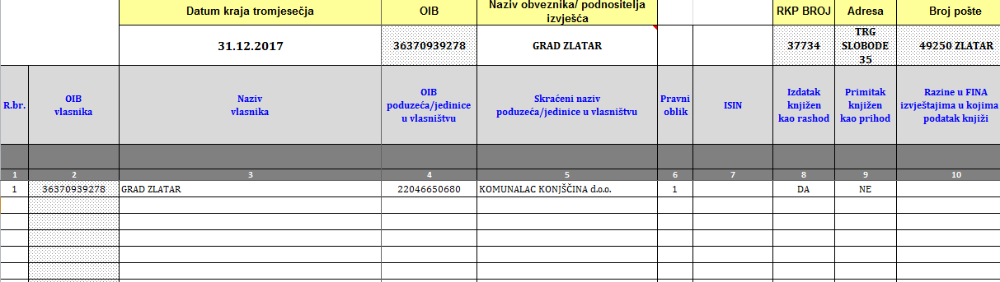 Datum kraja tromjesečja OIB Naziv obveznika/ podnositelja izvješća RKP BROJ Adresa Broj pošte
31.12.2017 36370939278 GRAD ZLATAR 37734 TRG SLOBODE 35 49250 ZLATAR
R.br. OIB vlasnika Naziv vlasnika OIB poduzeća/jedinice u vlasništvu Skraćeni naziv poduzeća/jedinice u vlasništvu Pravni oblik ISIN Izdatak knjižen kao rashod Primitak knjižen kao prihod Razine u FINA izvještajima u kojima podatak knjiži
1 2 3 4 5 6 7 8 9 10
1 36370939278 GRAD ZLATAR 22046650680 KOMUNALAC KONJŠČINA d.o.o. 1 DA NE